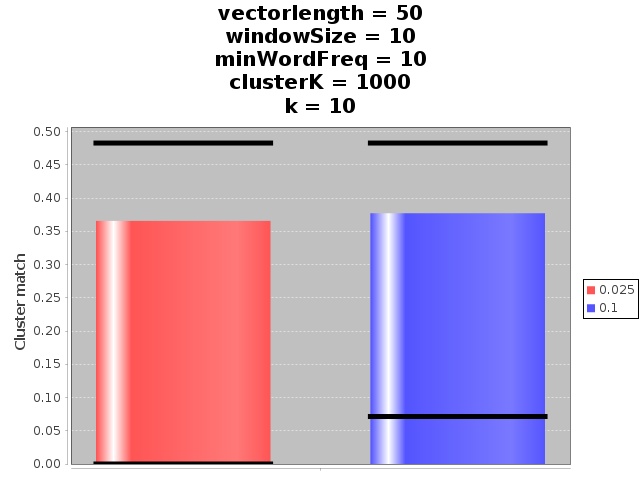 vectorlength = 50
windowSize = 10
minWordFreq = 10
clusterK = 1000
k = 10
0.50
0.45
0.40
0.35
0.30
0.25
0.20
0.15
0.10
0.05
0.00
Cluster match
0.025
0.1